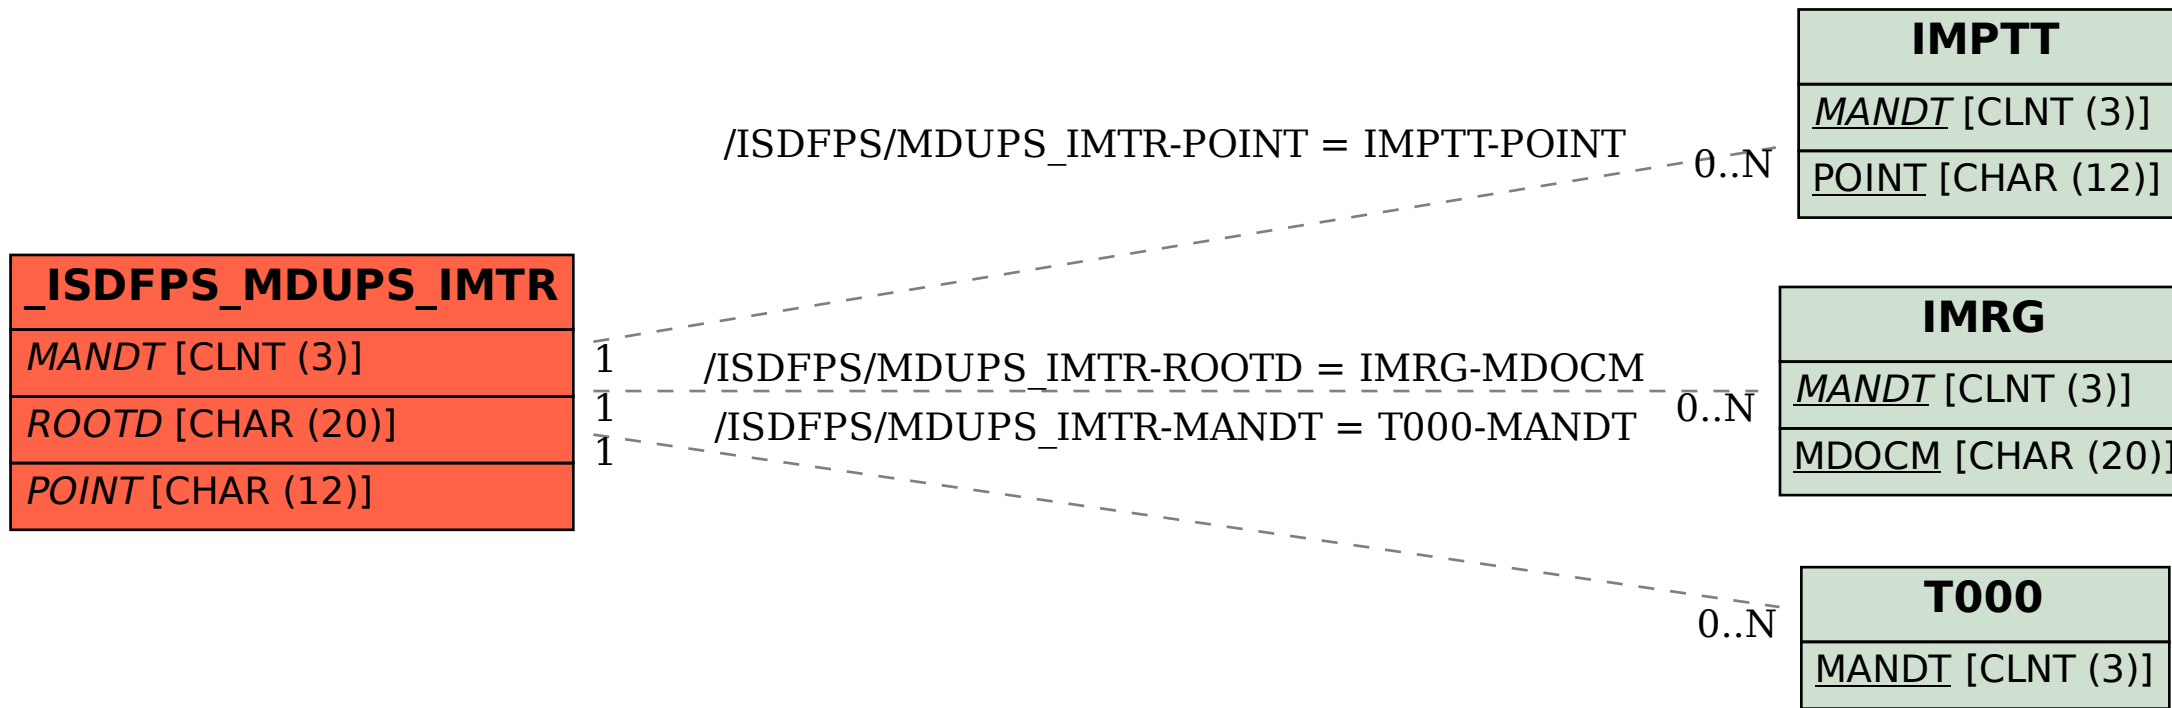 _ISDFPS_MDUPS_IMTR
MANDT [CLNT (3)]
ROOTD [CHAR (20)]
POINT [CHAR (12)]
/ISDFPS/MDUPS_IMTR-POINT = IMPTT-POINT
0..N
1
/ISDFPS/MDUPS_IMTR-ROOTD = IMRG-MDOCM
0..N
1
/ISDFPS/MDUPS_IMTR-MANDT = T000-MANDT
0..N
1
IMPTT
MANDT [CLNT (3)]
POINT [CHAR (12)]
IMRG
MANDT [CLNT (3)]
MDOCM [CHAR (20)]
T000
MANDT [CLNT (3)]